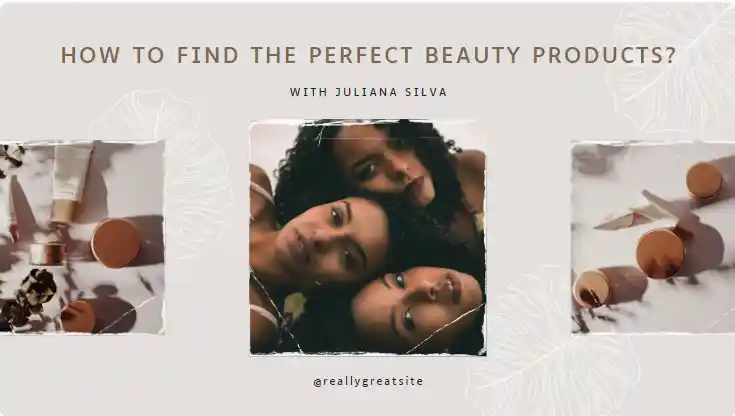 HOW TO FIND THE PERFECT BEAUTY PRODUCTS?
WITH JULIANA SILVA
@reallygreatsite